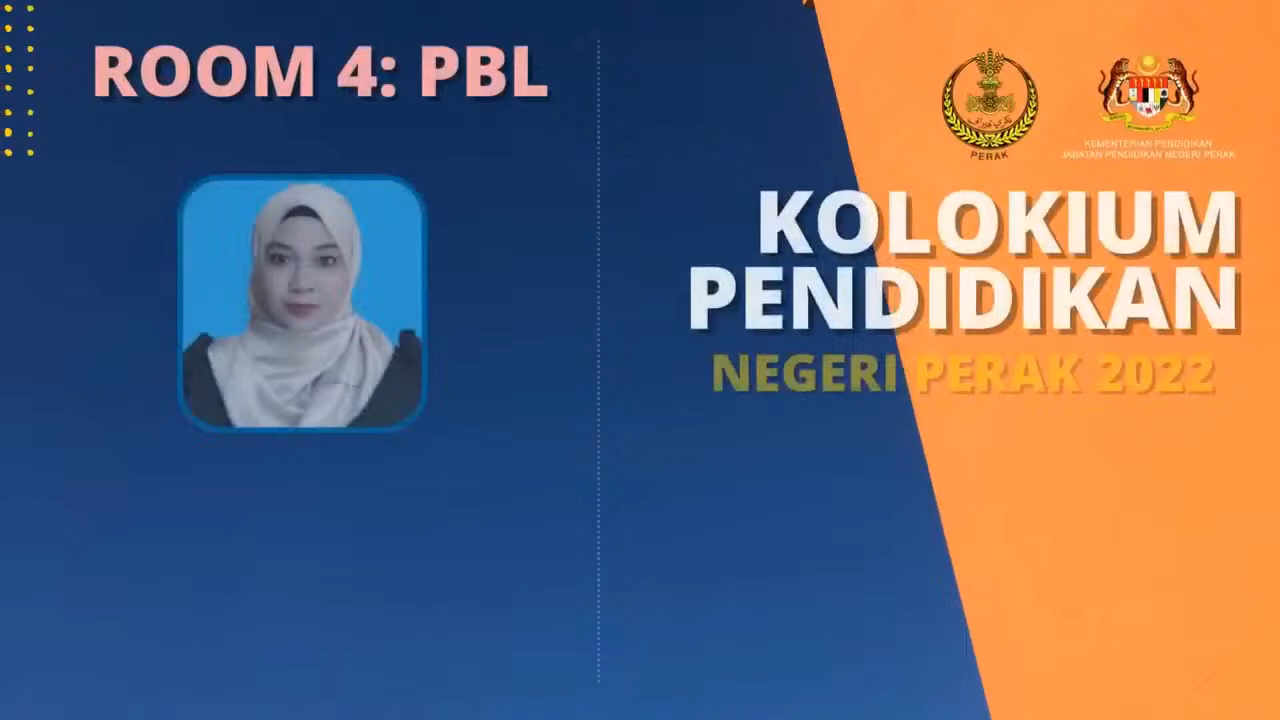 ROOM 4: PBL
PERAK
KEMENTERIAN PENDIDIKAN
JABATAN PENDIDIKAN NEGERI PERAK
KOLOKIUM
PENDIDIKAN
NEGERI PERAK 2022